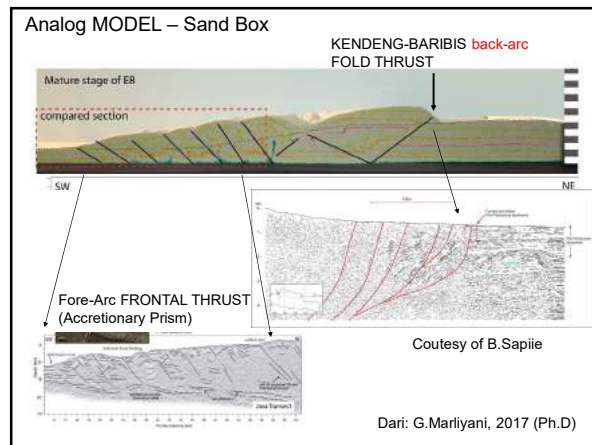 Analog MODEL – Sand Box
KENDENG-BARIBIS back-arc
FOLD THRUST
Mature stage of E8
compared section
SW
NE
Fore-Arc FRONTAL THRUST
(Accretionary Prism)
Coutesy of B.Sapiie
Java Transect
Dari: G.Marliyani, 2017 (Ph.D)